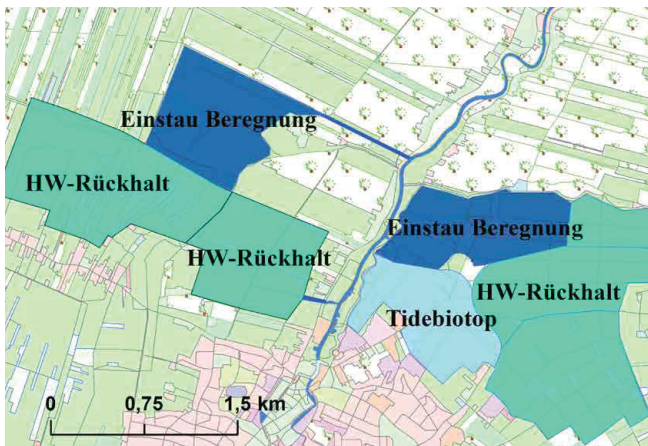 Einstau Beregnung
HW-Rückhalt
HW-Rückhalt
Einstau Beregnung
HW-Rückhalt
Tidebiotop
0 0,75 1,5 km